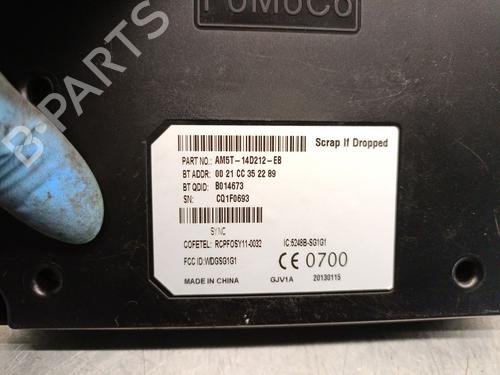 FoMoCo
B-PARTS
Scrap If Dropped
PART NO.: AM5T-14D212-EB
BT ADDR: 00 21 CC 35 22 89
BT QDID: B014673
SN: CQ1F0693
SYNC
COFETEL: RCPFOSY11-0032 IC:5248B-SG1G1
FCC ID:WDGSG1G1 CE 0700
MADE IN CHINA GJV1A 20130115